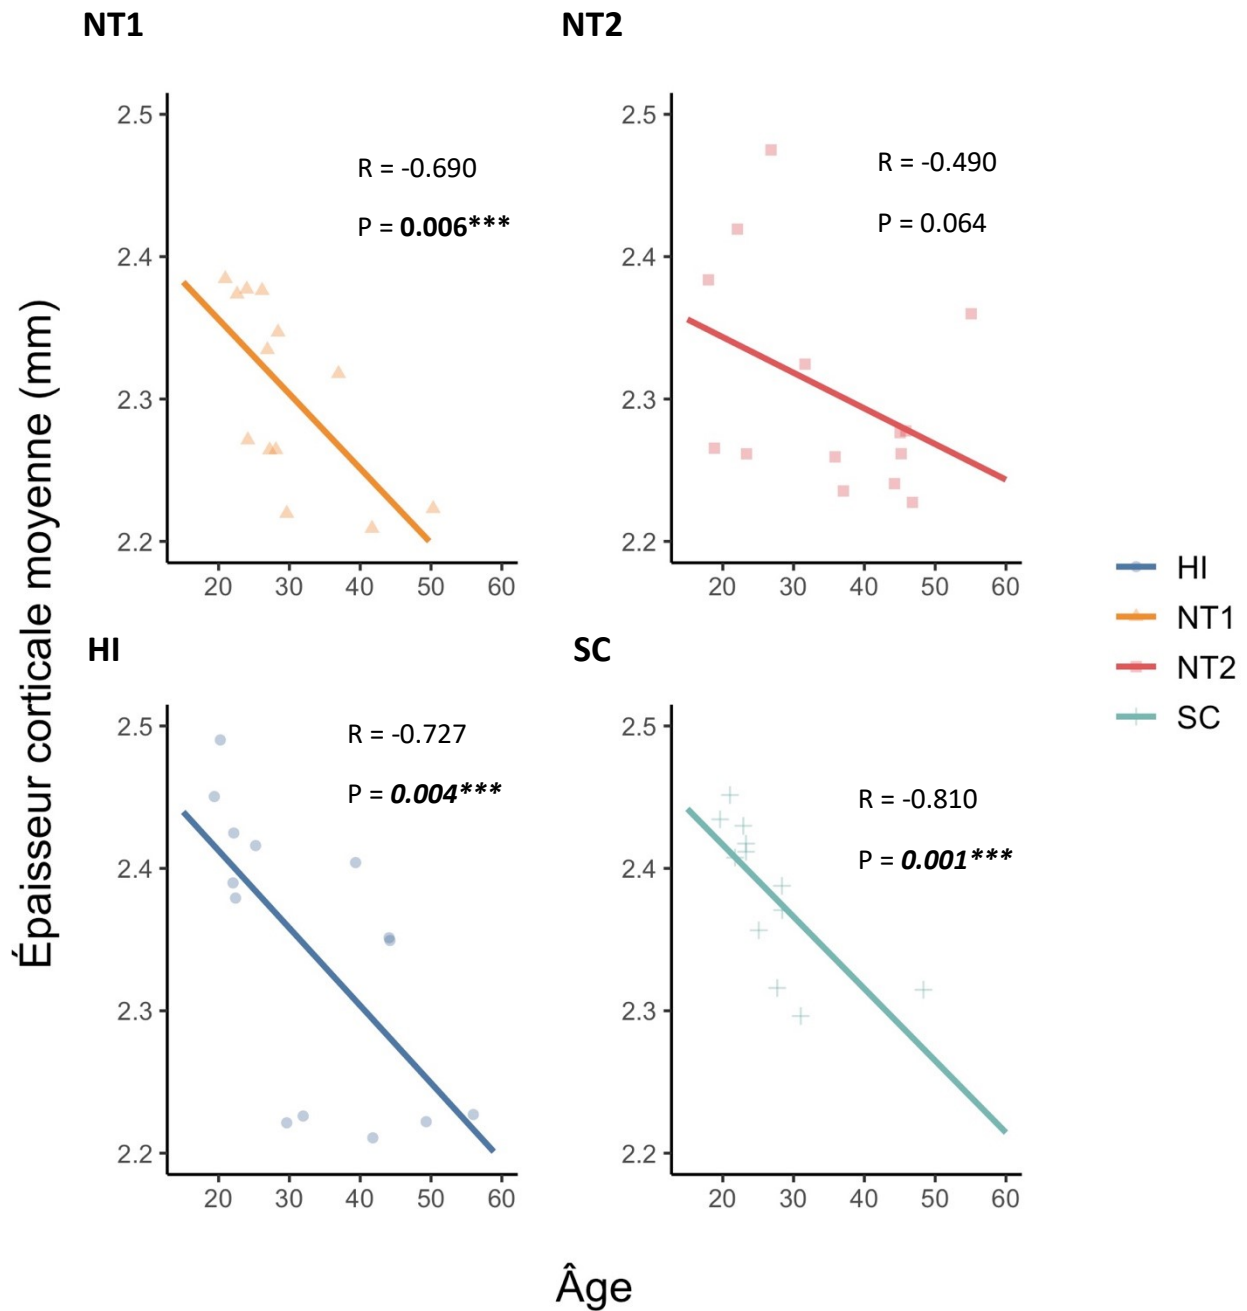 NT1
NT2
Épaisseur corticale moyenne (mm)
2.5
2.4
2.3
2.2
R = -0.690
P = 0.006***
20 30 40 50 60
2.5
2.4
2.3
2.2
R = -0.490
P = 0.064
20 30 40 50 60
HI
NT1
NT2
SC
HI
SC
2.5
2.4
2.3
2.2
R = -0.727
P = 0.004***
20 30 40 50 60
2.5
2.4
2.3
2.2
R = -0.810
P = 0.001***
20 30 40 50 60
Âge